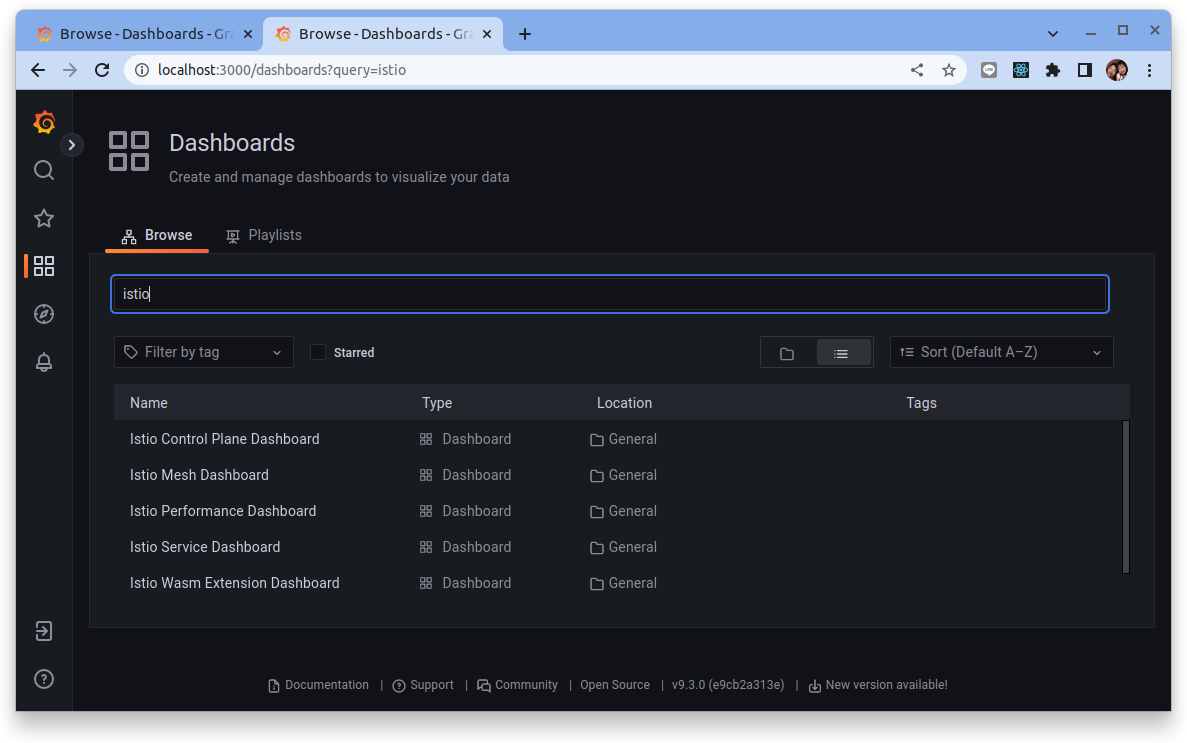 Browse - Dashboards - Gra
Browse - Dashboards - Gra
localhost:3000/dashboards?query=istio
Dashboards
Create and manage dashboards to visualize your data
Browse
Playlists
istio
Filter by tag
Starred
Sort (Default A–Z)
Name Type Location Tags
Istio Control Plane Dashboard Dashboard General
Istio Mesh Dashboard Dashboard General
Istio Performance Dashboard Dashboard General
Istio Service Dashboard Dashboard General
Istio Wasm Extension Dashboard Dashboard General
Documentation | Support | Community | Open Source | v9.3.0 (e9cb2a313e) | New version available!